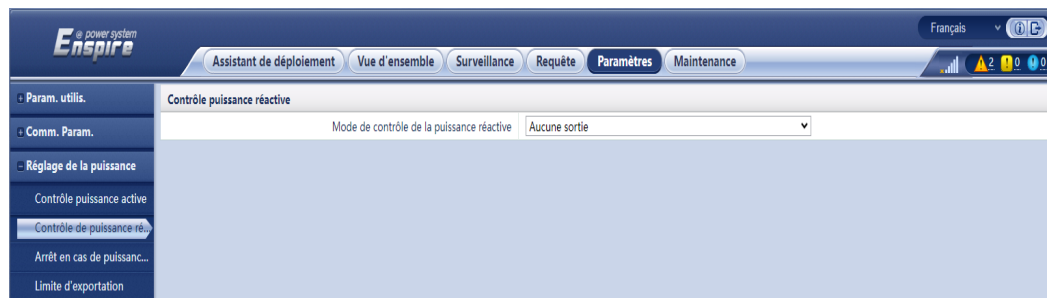 e power system
Enspire
Français
Assistant de déploiement
Vue d'ensemble
Surveillance
Requête
Paramètres
Maintenance
2
0
0
Param. utilis.
Comm. Param.
Réglage de la puissance
Contrôle puissance active
Contrôle de puissance ré...
Arrêt en cas de puissanc...
Limite d'exportation
Contrôle puissance réactive
Mode de contrôle de la puissance réactive
Aucune sortie